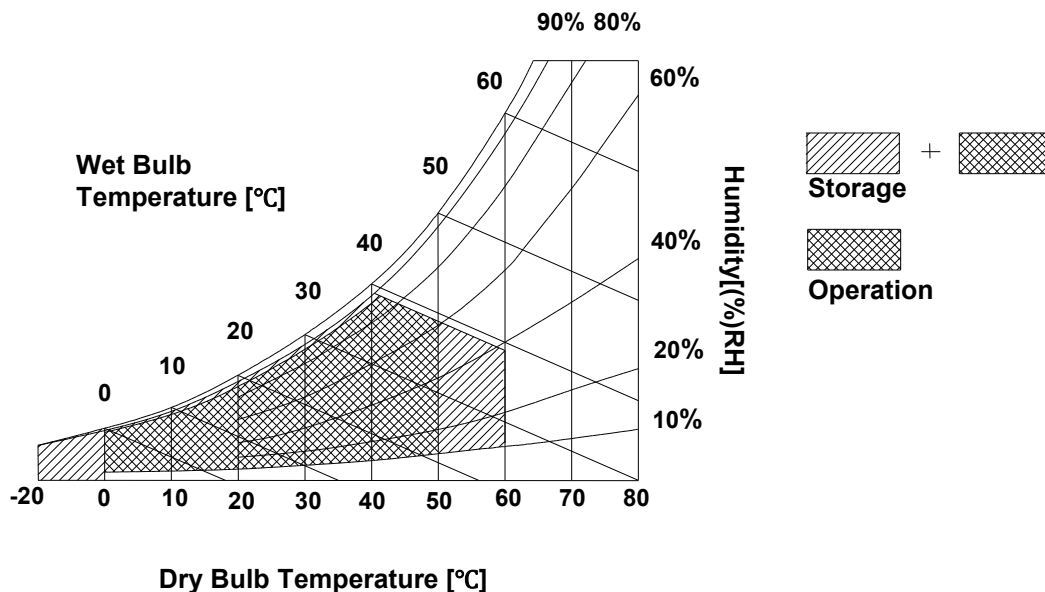 90% 80%
60
60%
50
Wet Bulb
Temperature [℃]
40
40%
30
20
20%
10
0
10%
Humidity[(%)RH]
-20 0 10 20 30 40 50 60 70 80
Dry Bulb Temperature [℃]
+
Storage
Operation